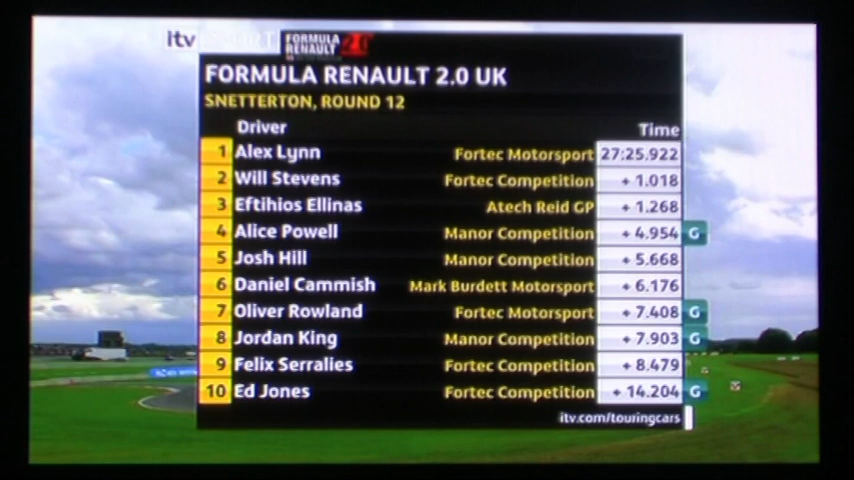 itv SPORT FORMULA RENAULT 2.0
FORMULA RENAULT 2.0 UK
SNETTERTON, ROUND 12
Driver Time
1 Alex Lynn Fortec Motorsport 27:25.922
2 Will Stevens Fortec Competition + 1.018
3 Eftihios Ellinas Atech Reid GP + 1.268
4 Alice Powell Manor Competition + 4.954 G
5 Josh Hill Manor Competition + 5.668
6 Daniel Cammish Mark Burdett Motorsport + 6.176
7 Oliver Rowland Fortec Motorsport + 7.408 G
8 Jordan King Manor Competition + 7.903 G
9 Felix Serralies Fortec Competition + 8.479
10 Ed Jones Fortec Competition + 14.204 G
itv.com/touringcars